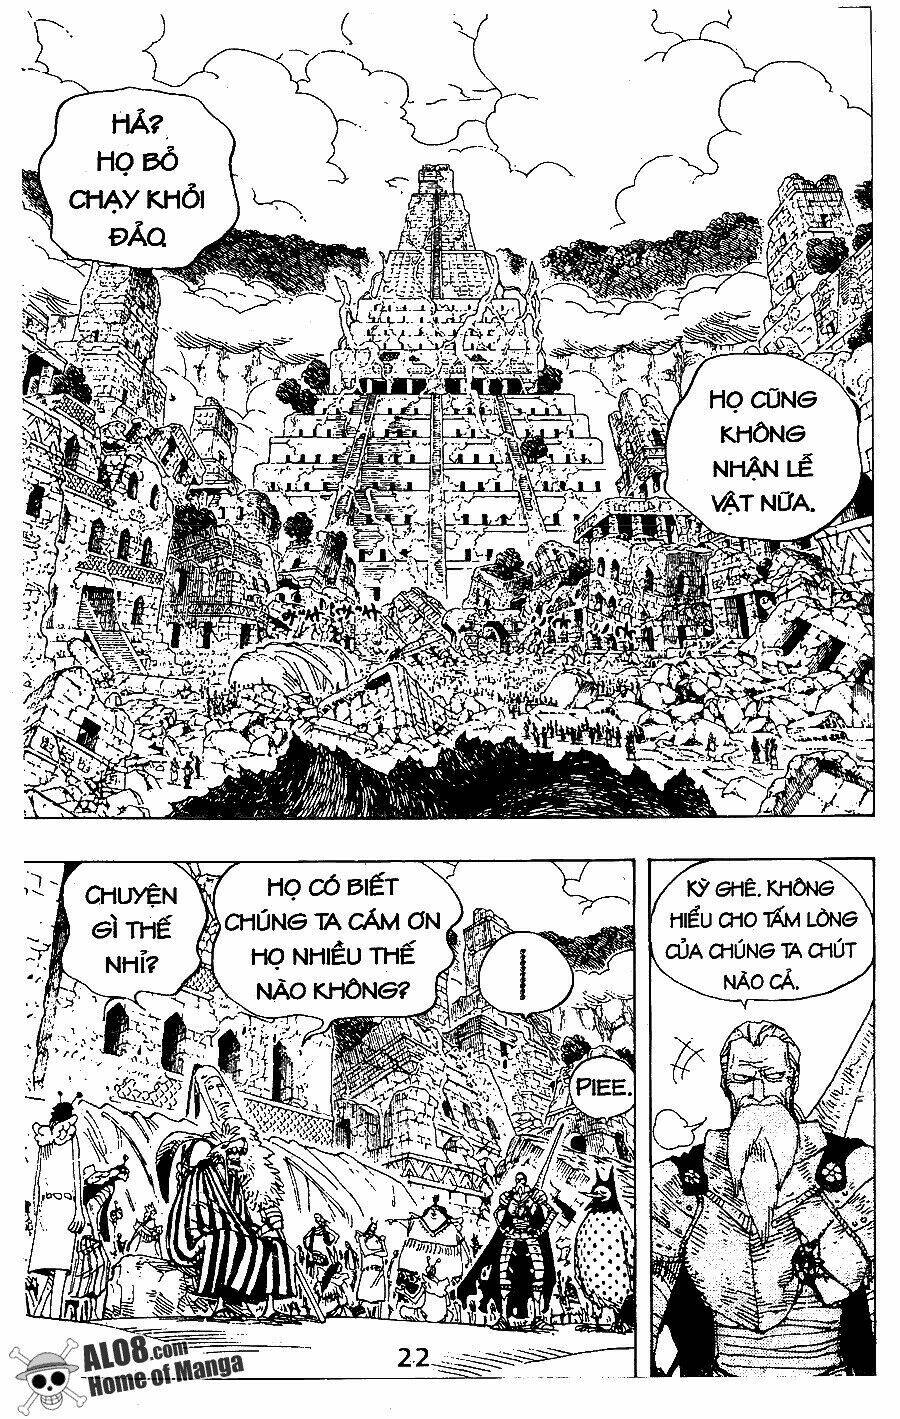 HẢ?
HỌ BỎ
CHẠY KHỎI
ĐẢO.
HỌ CŨNG
KHÔNG
NHẬN LỄ
VẬT NỮA.
CHUYỆN
GÌ THẾ
NHỈ?
HỌ CÓ BIẾT
CHÚNG TA CÁM ƠN
HỌ NHIỀU THẾ
NÀO KHÔNG?
PIEE.
KỲ GHÊ. KHÔNG
HIỂU CHO TẤM LÒNG
CỦA CHÚNG TA CHÚT
NÀO CẢ.
22
ALO8.com
Home of Manga